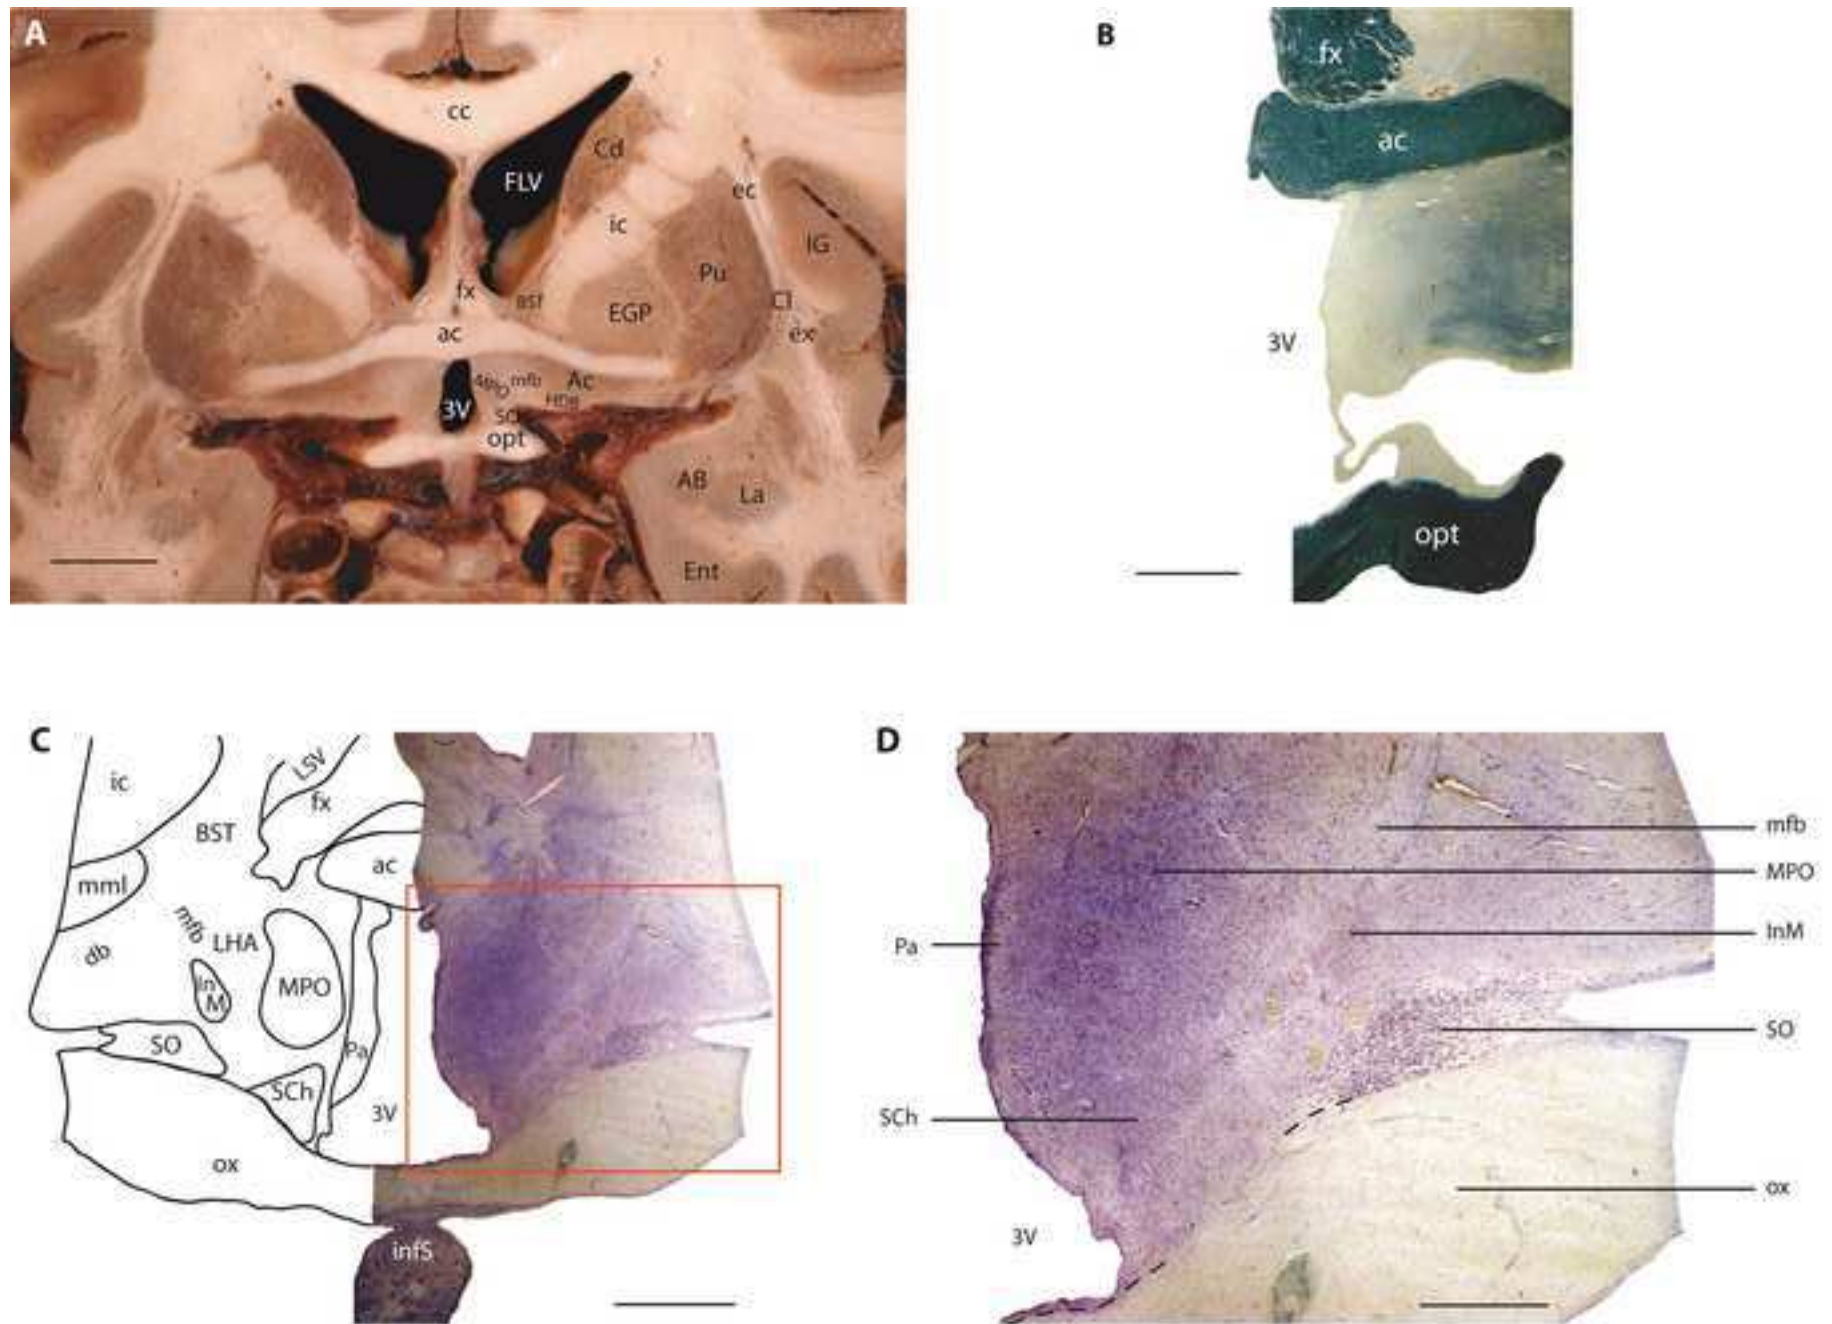 A
cc
Cd
FLV
ec
ic
IG
Pu
fx
BST
EGP
Cl
ac
ex
mfb
Ac
3V
HDB
SO
opt
AB
La
Ent
B
fx
ac
3V
opt
C
ic
LSV
fx
BST
ac
mml
mfb
LHA
db
In
M
MPO
SO
Pa
SCh
3V
ox
infS
D
mfb
MPO
InM
Pa
SO
SCh
ox
3V